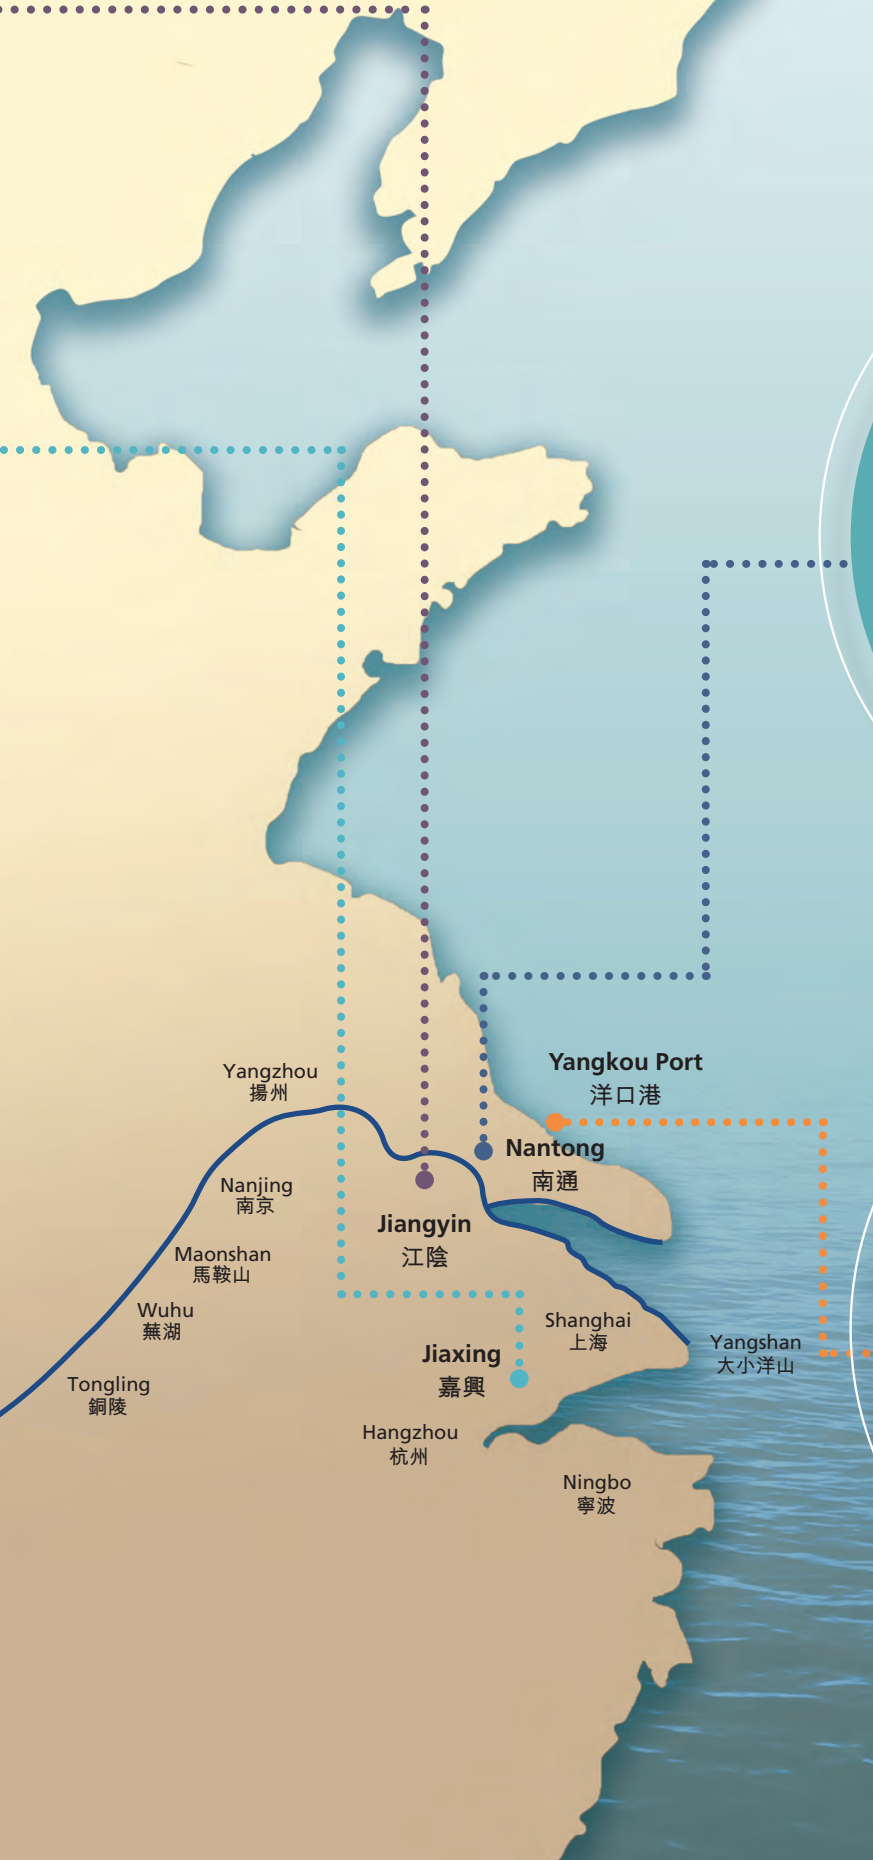 Yangkou Port
洋口港
Yangzhou
揚州
Nantong
南通
Nanjing
南京
Jiangyin
江陰
Maonshan
馬鞍山
Wuhu
蕪湖
Shanghai
上海
Yangshan
大小洋山
Jiaxing
嘉興
Tongling
銅陵
Hangzhou
杭州
Ningbo
寧波